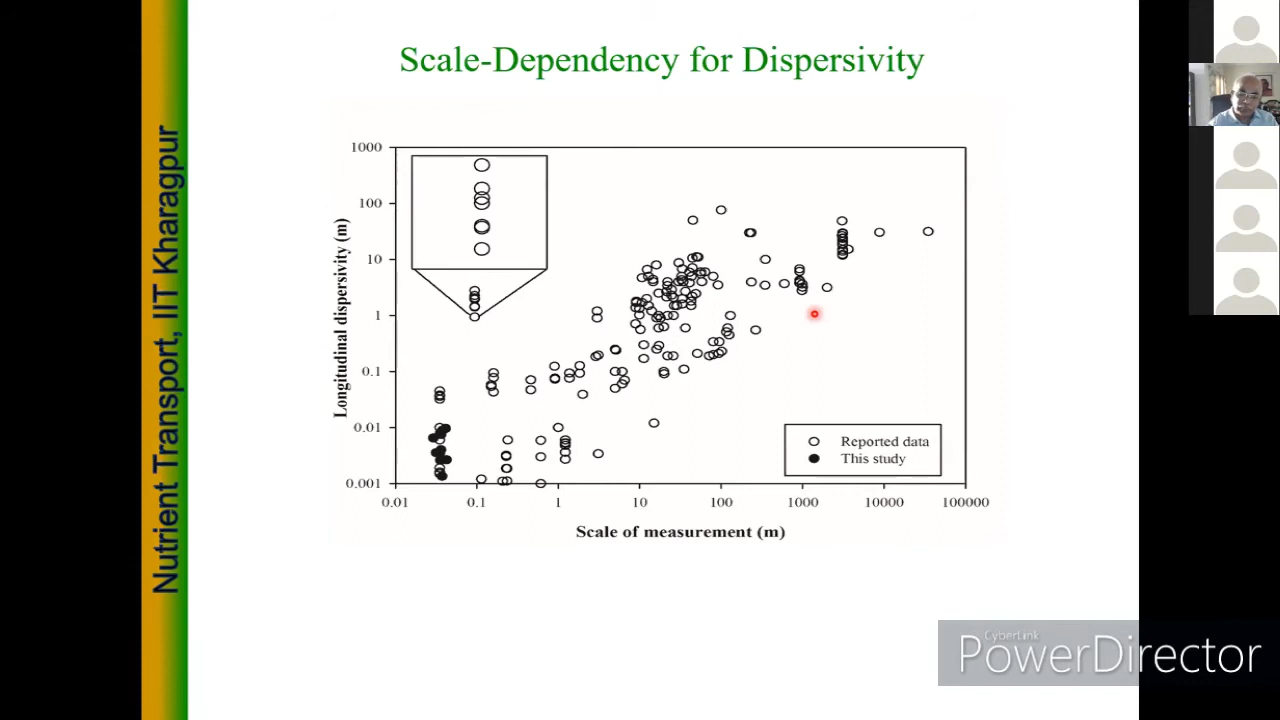 Scale-Dependency for Dispersivity
Nutrient Transport, IIT Kharagpur
Longitudinal dispersivity (m)
1000
100
10
1
0.1
0.01
0.001
Reported data
This study
0.01 0.1 1 10 100 1000 10000 100000
Scale of measurement (m)
CyberLink
PowerDirector